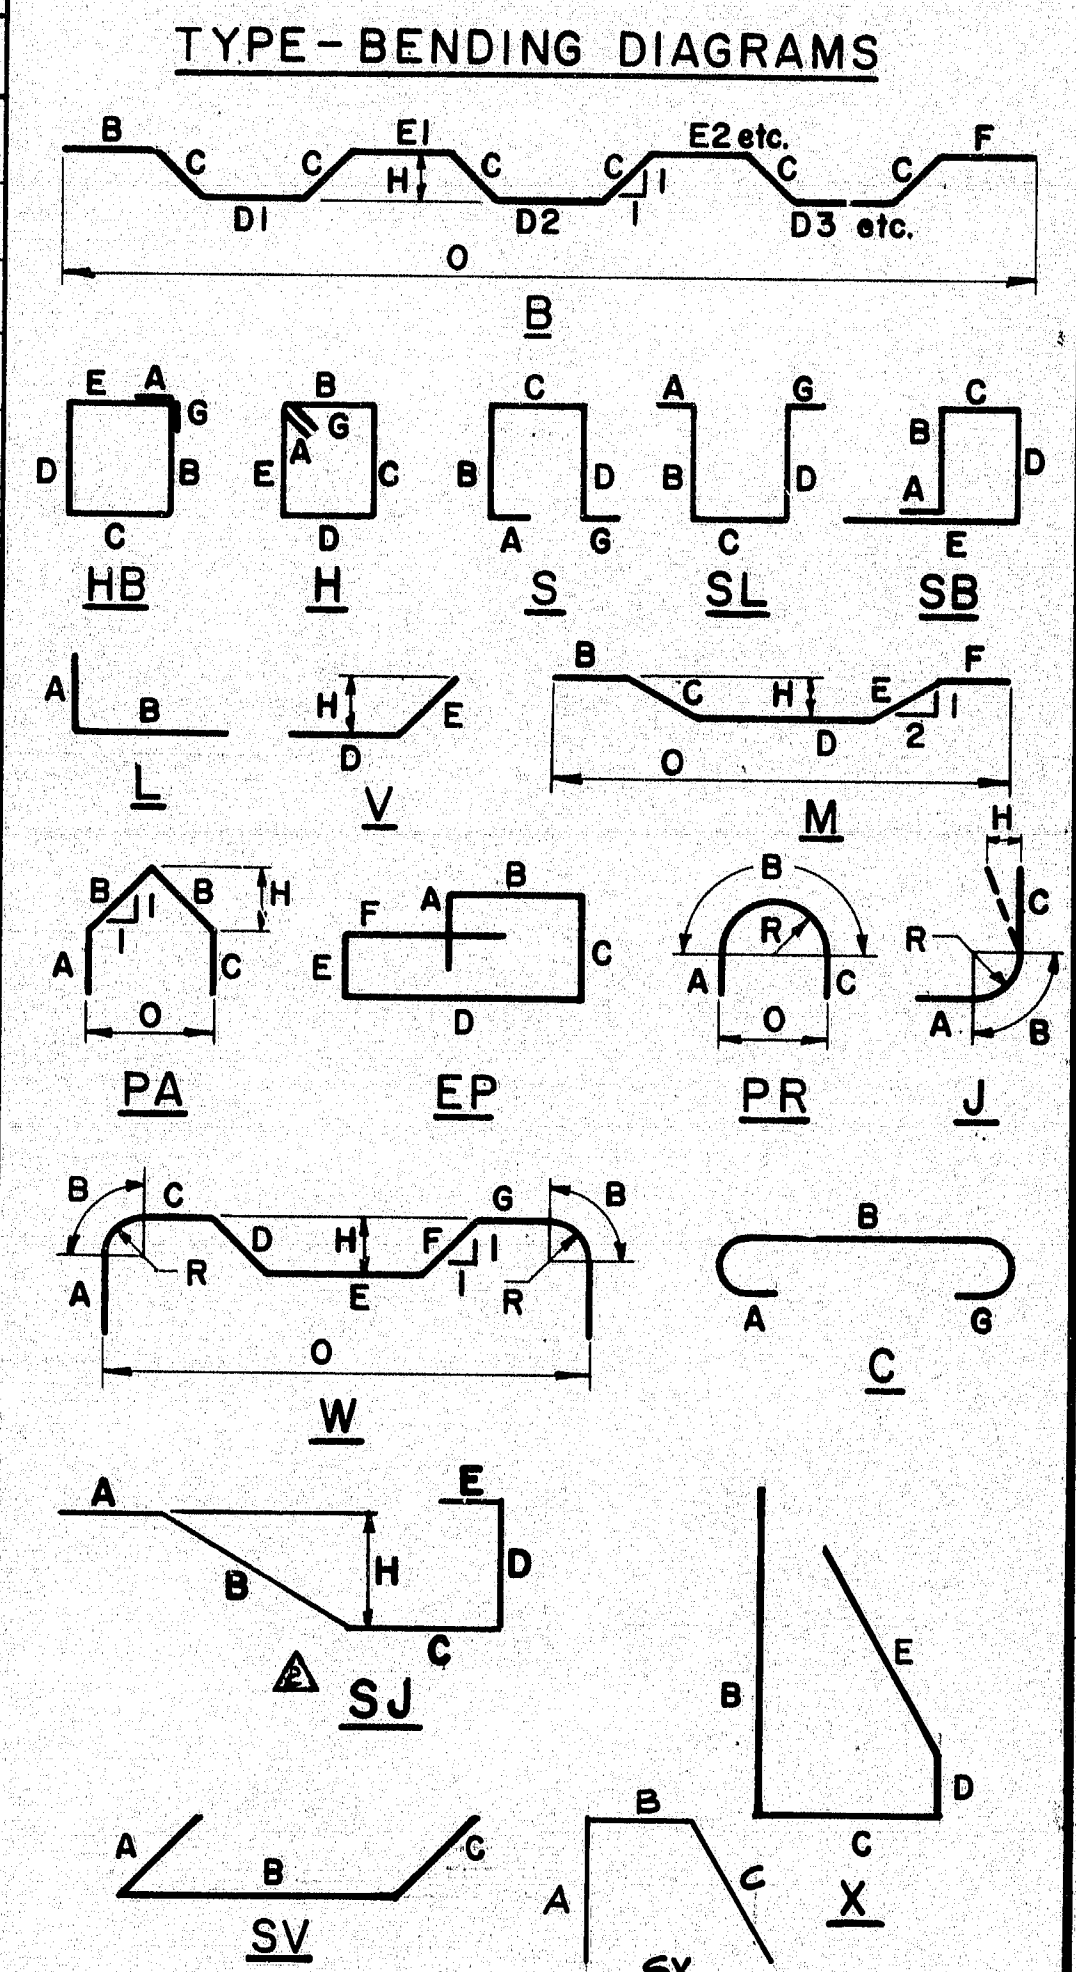 TYPE-BENDING DIAGRAMS
B C C E1 H C C 1 1 E2 etc. C C F
D1 D2 D3 etc.
O
B
E A G D B C
HB
B G A E C D
H
C B D A G
S
A G B D C
SL
C B D A E
SB
A B
L
H E D
V
B C H E F 1 2 D
O
M
B B 1 1 H A C
O
PA
F A B E C D
EP
B R A C
O
PR
H C R A B
J
B C R A D H F 1 1 E G R B
O
W
B A G
C
A B H E D C
2
SJ
B E D C
X
A B C
SV
B A C
SX